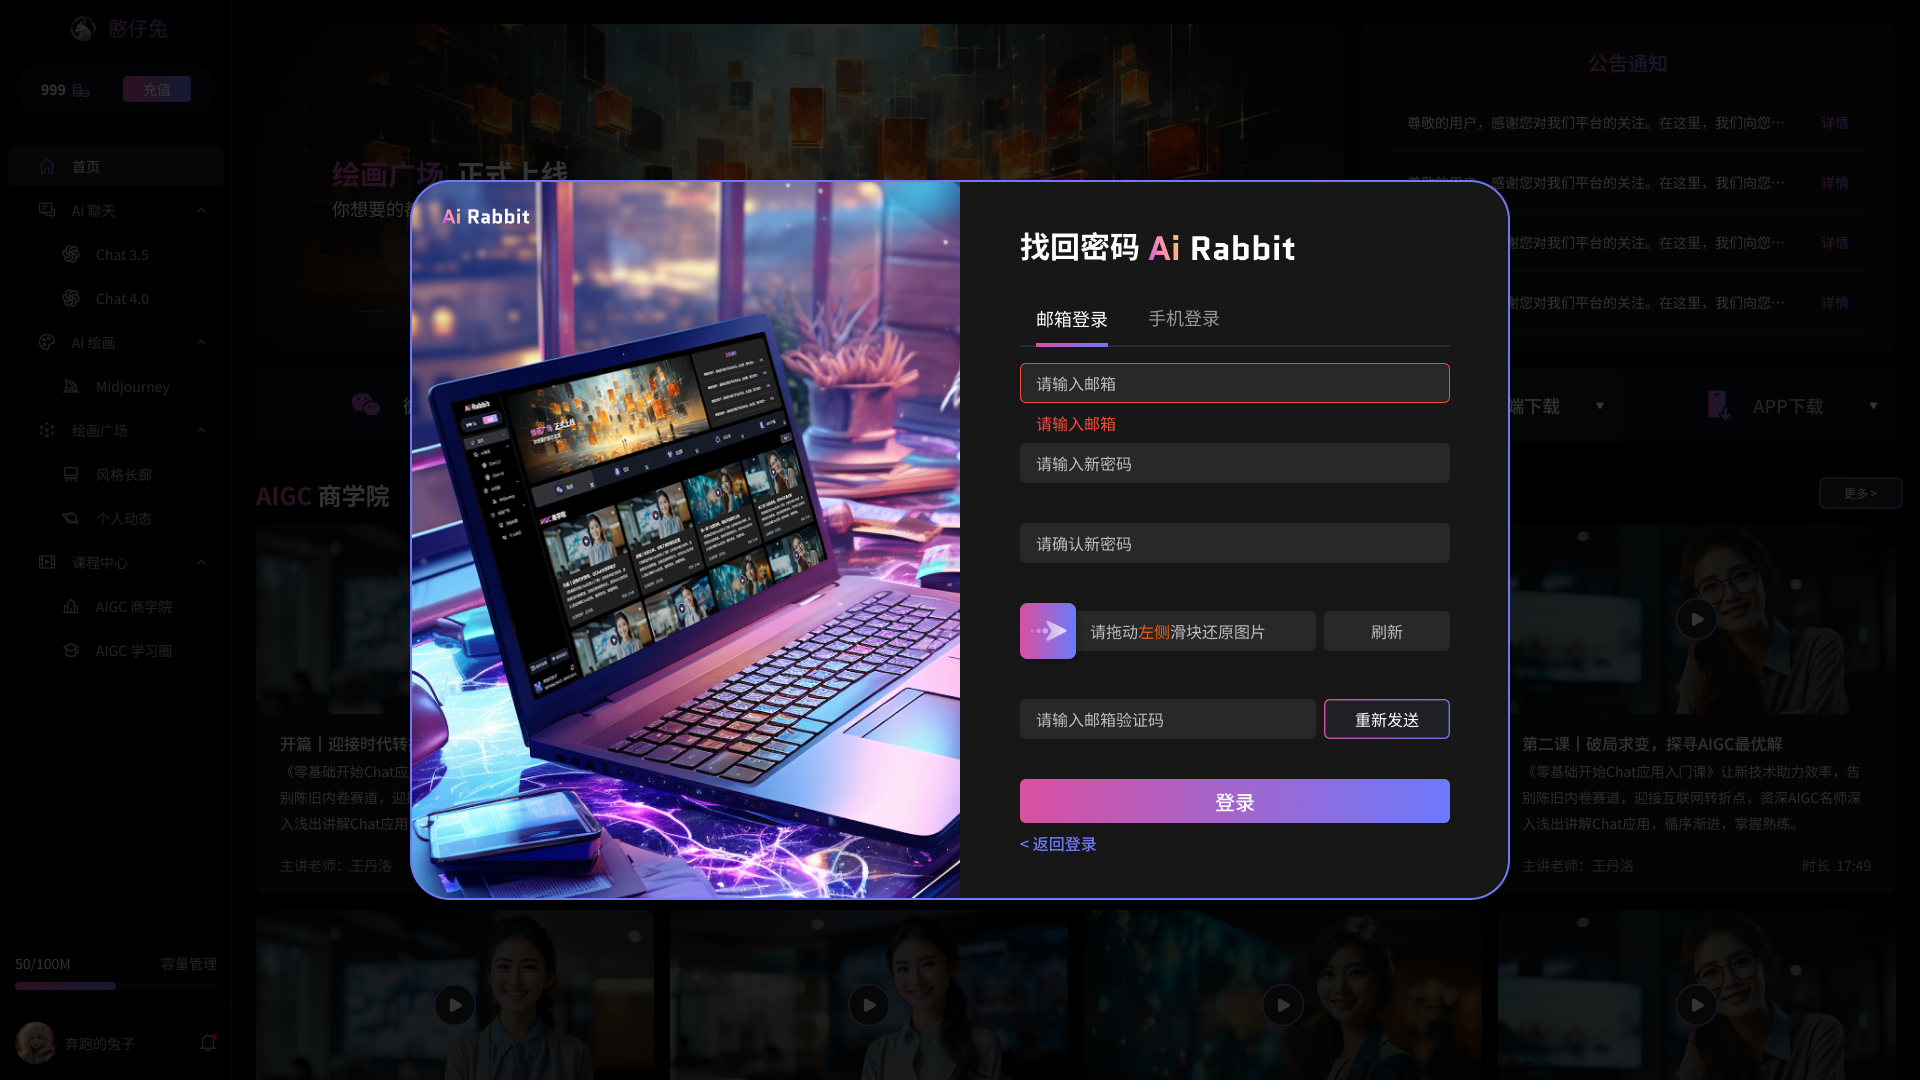 憨仔兔
999
充值
首页
Ai 聊天
Chat 3.5
Chat 4.0
Ai 绘画
Midjourney
绘画广场
风格长廊
个人动态
课程中心
AIGC 商学院
AIGC 学习圈
50/100M
容量管理
奔跑的兔子
绘画广场 正式上线
你想要的
公告通知
尊敬的用户，感谢您对我们平台的关注。在这里，我们向您…
详情
感谢您对我们平台的关注。在这里，我们向您…
详情
谢您对我们平台的关注。在这里，我们向您…
详情
谢您对我们平台的关注。在这里，我们向您…
详情
端下载
APP下载
AIGC 商学院
更多 >
开篇丨迎接时代转
《零基础开始Chat应
别陈旧内卷赛道，迎
入浅出讲解Chat应用
主讲老师：王丹洛
第二课丨破局求变，探寻AIGC最优解
《零基础开始Chat应用入门课》让新技术助力效率，告
别陈旧内卷赛道，迎接互联网转折点，资深AIGC名师深
入浅出讲解Chat应用，循序渐进，掌握熟练。
主讲老师：王丹洛
时长 17:49
Ai Rabbit
找回密码 Ai Rabbit
邮箱登录
手机登录
请输入邮箱
请输入邮箱
请输入新密码
请确认新密码
请拖动左侧滑块还原图片
刷新
请输入邮箱验证码
重新发送
登录
< 返回登录